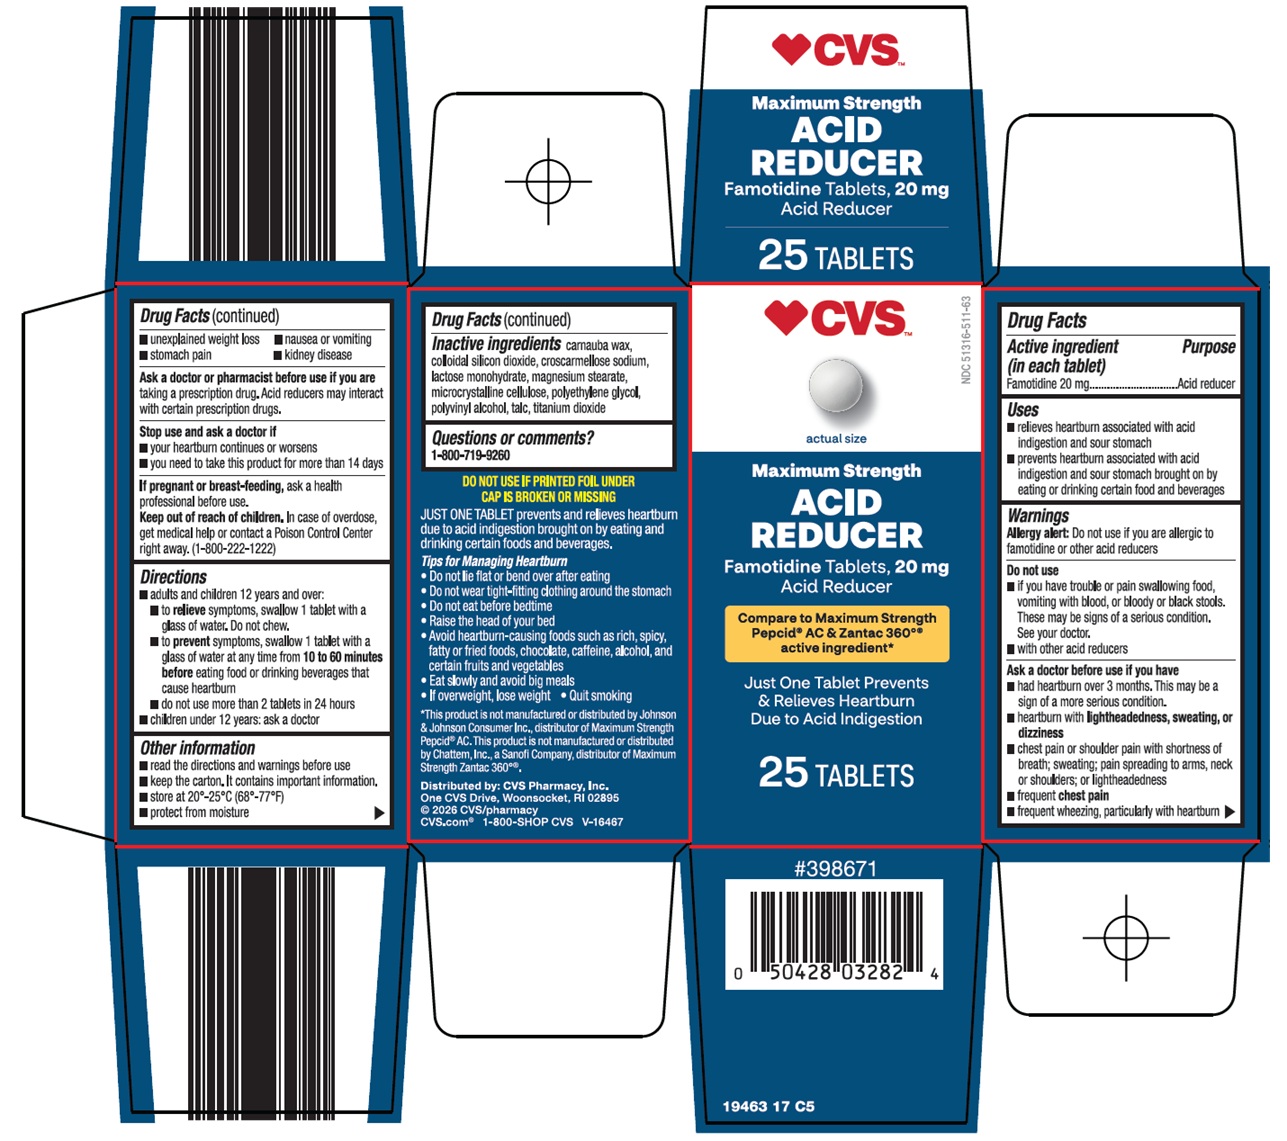 CVS™
Maximum Strength
ACID
REDUCER
Famotidine Tablets, 20 mg
Acid Reducer
25 TABLETS
Drug Facts (continued)
■ unexplained weight loss ■ nausea or vomiting
■ stomach pain ■ kidney disease
Ask a doctor or pharmacist before use if you are
taking a prescription drug. Acid reducers may interact
with certain prescription drugs.
Stop use and ask a doctor if
■ your heartburn continues or worsens
■ you need to take this product for more than 14 days
If pregnant or breast-feeding, ask a health
professional before use.
Keep out of reach of children. In case of overdose,
get medical help or contact a Poison Control Center
right away. (1-800-222-1222)
Directions
■ adults and children 12 years and over:
■ to relieve symptoms, swallow 1 tablet with a
glass of water. Do not chew.
■ to prevent symptoms, swallow 1 tablet with a
glass of water at any time from 10 to 60 minutes
before eating food or drinking beverages that
cause heartburn
■ do not use more than 2 tablets in 24 hours
■ children under 12 years: ask a doctor
Other information
■ read the directions and warnings before use
■ keep the carton. It contains important information.
■ store at 20°-25°C (68°-77°F)
■ protect from moisture
Drug Facts (continued)
Inactive ingredients carnauba wax,
colloidal silicon dioxide, croscarmellose sodium,
lactose monohydrate, magnesium stearate,
microcrystalline cellulose, polyethylene glycol,
polyvinyl alcohol, talc, titanium dioxide
Questions or comments?
1-800-719-9260
DO NOT USE IF PRINTED FOIL UNDER
CAP IS BROKEN OR MISSING
JUST ONE TABLET prevents and relieves heartburn
due to acid indigestion brought on by eating and
drinking certain foods and beverages.
Tips for Managing Heartburn
• Do not lie flat or bend over after eating
• Do not wear tight-fitting clothing around the stomach
• Do not eat before bedtime
• Raise the head of your bed
• Avoid heartburn-causing foods such as rich, spicy,
fatty or fried foods, chocolate, caffeine, alcohol, and
certain fruits and vegetables
• Eat slowly and avoid big meals
• If overweight, lose weight • Quit smoking
*This product is not manufactured or distributed by Johnson
& Johnson Consumer Inc., distributor of Maximum Strength
Pepcid® AC. This product is not manufactured or distributed
by Chattem, Inc., a Sanofi Company, distributor of Maximum
Strength Zantac 360°®.
Distributed by: CVS Pharmacy, Inc.
One CVS Drive, Woonsocket, RI 02895
© 2026 CVS/pharmacy
CVS.com® 1-800-SHOP CVS V-16467
CVS™
NDC 51316-511-63
actual size
Maximum Strength
ACID
REDUCER
Famotidine Tablets, 20 mg
Acid Reducer
Compare to Maximum Strength
Pepcid® AC & Zantac 360°®
active ingredient*
Just One Tablet Prevents
& Relieves Heartburn
Due to Acid Indigestion
25 TABLETS
Drug Facts
Active ingredient Purpose
(in each tablet)
Famotidine 20 mg..............................Acid reducer
Uses
■ relieves heartburn associated with acid
indigestion and sour stomach
■ prevents heartburn associated with acid
indigestion and sour stomach brought on by
eating or drinking certain food and beverages
Warnings
Allergy alert: Do not use if you are allergic to
famotidine or other acid reducers
Do not use
■ if you have trouble or pain swallowing food,
vomiting with blood, or bloody or black stools.
These may be signs of a serious condition.
See your doctor.
■ with other acid reducers
Ask a doctor before use if you have
■ had heartburn over 3 months. This may be a
sign of a more serious condition.
■ heartburn with lightheadedness, sweating, or
dizziness
■ chest pain or shoulder pain with shortness of
breath; sweating; pain spreading to arms, neck
or shoulders; or lightheadedness
■ frequent chest pain
■ frequent wheezing, particularly with heartburn
#398671
0 50428 03282 4
19463 17 C5